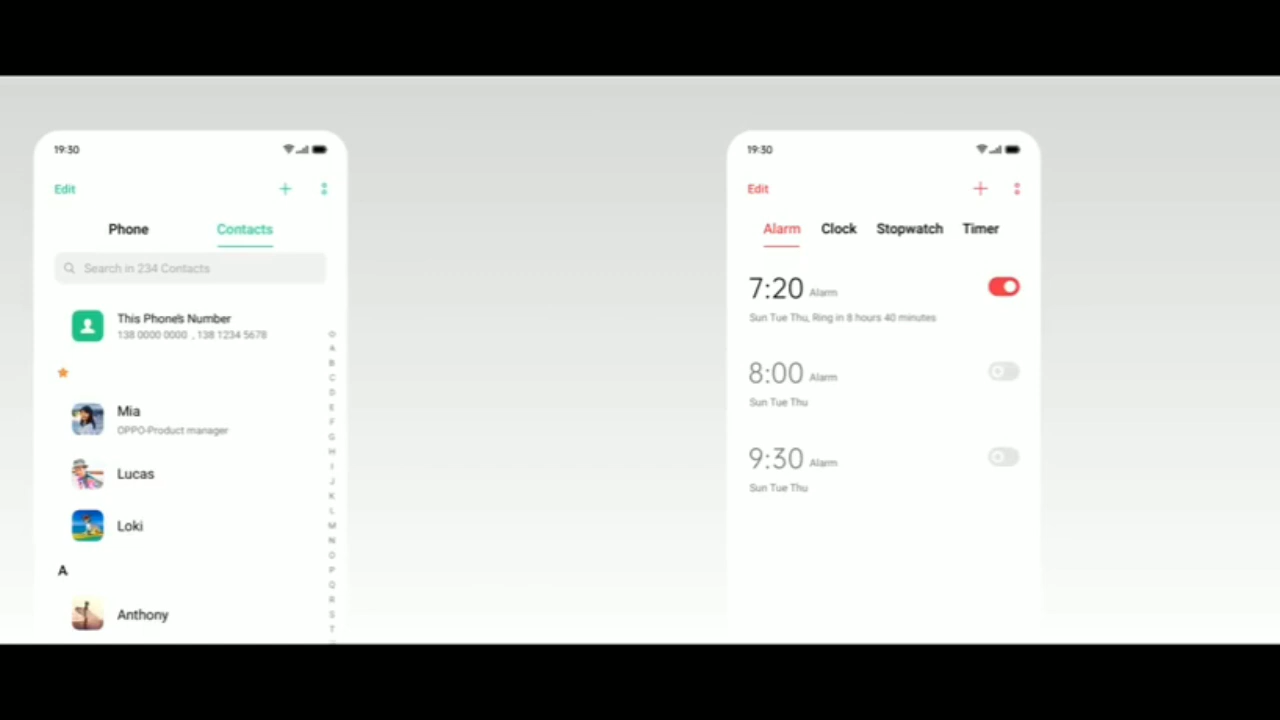 19:30
Edit
Phone Contacts
Search in 234 Contacts
This Phone's Number
138 0000 0000 , 138 1234 5678
Mia
OPPO-Product manager
Lucas
Loki
A
Anthony
O
A
B
C
D
E
F
G
H
I
J
K
L
M
N
O
P
Q
R
S
T
19:30
Edit
Alarm Clock Stopwatch Timer
7:20 Alarm
Sun Tue Thu, Ring in 8 hours 40 minutes
8:00 Alarm
Sun Tue Thu
9:30 Alarm
Sun Tue Thu